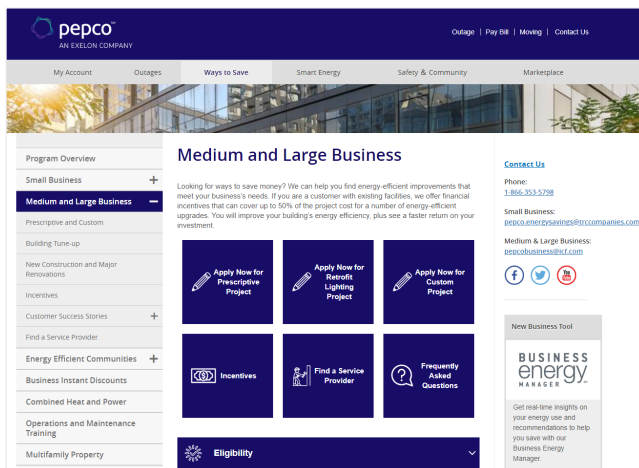 pepco℠
AN EXELON COMPANY
Outage | Pay Bill | Moving | Contact Us
My Account Outages Ways to Save Smart Energy Safety & Community Marketplace
Program Overview
Small Business +
Medium and Large Business −
Prescriptive and Custom
Building Tune-up
New Construction and Major
Renovations
Incentives
Customer Success Stories +
Find a Service Provider
Energy Efficient Communities +
Business Instant Discounts
Combined Heat and Power
Operations and Maintenance
Training
Multifamily Property
Medium and Large Business
Looking for ways to save money? We can help you find energy-efficient improvements that
meet your business's needs. If you are a customer with existing facilities, we offer financial
incentives that can cover up to 50% of the project cost for a number of energy-efficient
upgrades. You will improve your building's energy efficiency, plus see a faster return on your
investment.
Apply Now for
Prescriptive
Project
Apply Now for
Retrofit
Lighting
Project
Apply Now for
Custom
Project
Incentives
Find a Service
Provider
Frequently
Asked
Questions
Eligibility
Contact Us
Phone:
1-866-353-5798
Small Business:
pepco.energysavings@trccompanies.com
Medium & Large Business:
pepcobusiness@icf.com
You
Tube
New Business Tool
BUSINESS
energy
MANAGER
Get real-time insights on
your energy use and
recommendations to help
you save with our
Business Energy
Manager.